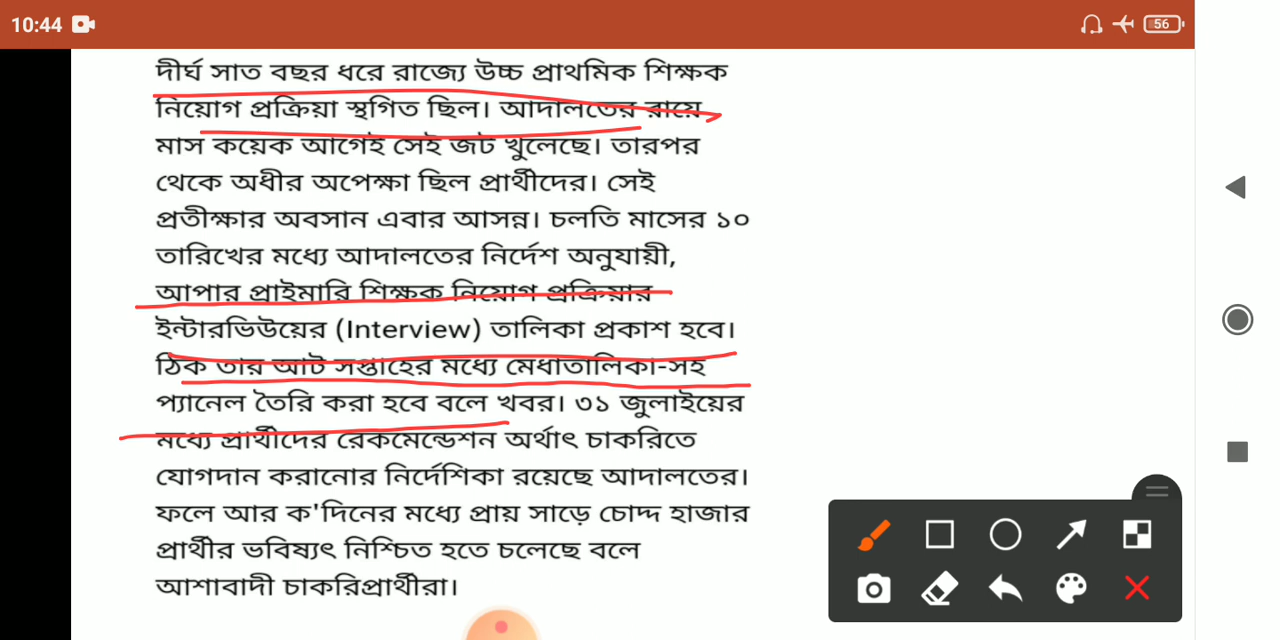 10:44
56
দীর্ঘ সাত বছর ধরে রাজ্যে উচ্চ প্রাথমিক শিক্ষক
নিয়োগ প্রক্রিয়া স্থগিত ছিল। আদালতের রায়ে
মাস কয়েক আগেই সেই জট খুলেছে। তারপর
থেকে অধীর অপেক্ষা ছিল প্রার্থীদের। সেই
প্রতীক্ষার অবসান এবার আসন্ন। চলতি মাসের ১০
তারিখের মধ্যে আদালতের নির্দেশ অনুযায়ী,
আপার প্রাইমারি শিক্ষক নিয়োগ প্রক্রিয়ার
ইন্টারভিউয়ের (Interview) তালিকা প্রকাশ হবে।
ঠিক তার আট সপ্তাহের মধ্যে মেধাতালিকা-সহ
প্যানেল তৈরি করা হবে বলে খবর। ৩১ জুলাইয়ের
মধ্যে প্রার্থীদের রেকমেন্ডেশন অর্থাৎ চাকরিতে
যোগদান করানোর নির্দেশিকা রয়েছে আদালতের।
ফলে আর ক'দিনের মধ্যে প্রায় সাড়ে চোদ্দ হাজার
প্রার্থীর ভবিষ্যৎ নিশ্চিত হতে চলেছে বলে
আশাবাদী চাকরিপ্রার্থীরা।